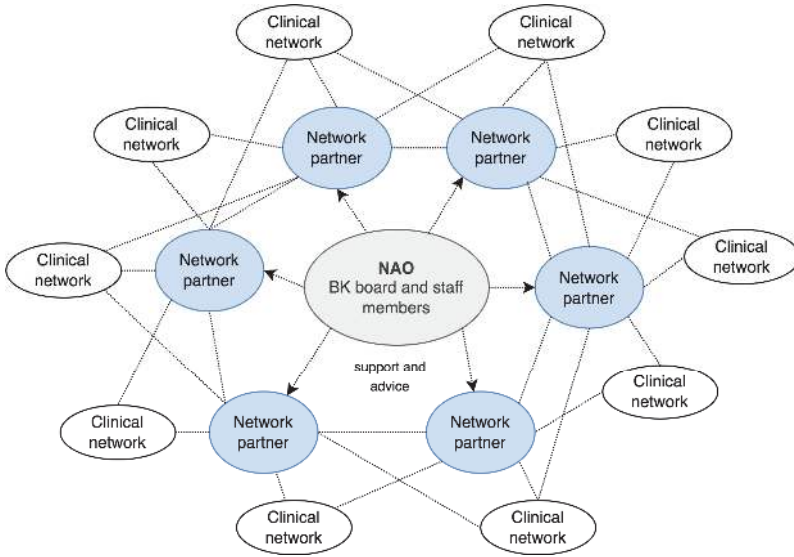 Clinical
network
Clinical
network
Clinical
network
Network
partner
Network
partner
Clinical
network
Clinical
network
Network
partner
NAO
BK board and staff
members
Network
partner
Clinical
network
support and
advice
Clinical
network
Clinical
network
Network
partner
Network
partner
Clinical
network
Clinical
network